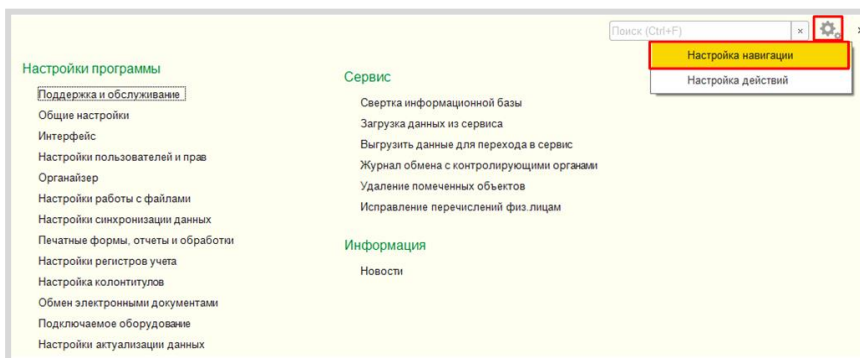 Поиск (Ctrl+F)
Настройка навигации
Настройка действий
Настройки программы
Поддержка и обслуживание
Общие настройки
Интерфейс
Настройки пользователей и прав
Органайзер
Настройки работы с файлами
Настройки синхронизации данных
Печатные формы, отчеты и обработки
Настройки регистров учета
Настройка колонтитулов
Обмен электронными документами
Подключаемое оборудование
Настройки актуализации данных
Сервис
Свертка информационной базы
Загрузка данных из сервиса
Выгрузить данные для перехода в сервис
Журнал обмена с контролирующими органами
Удаление помеченных объектов
Исправление перечислений физ.лицам
Информация
Новости